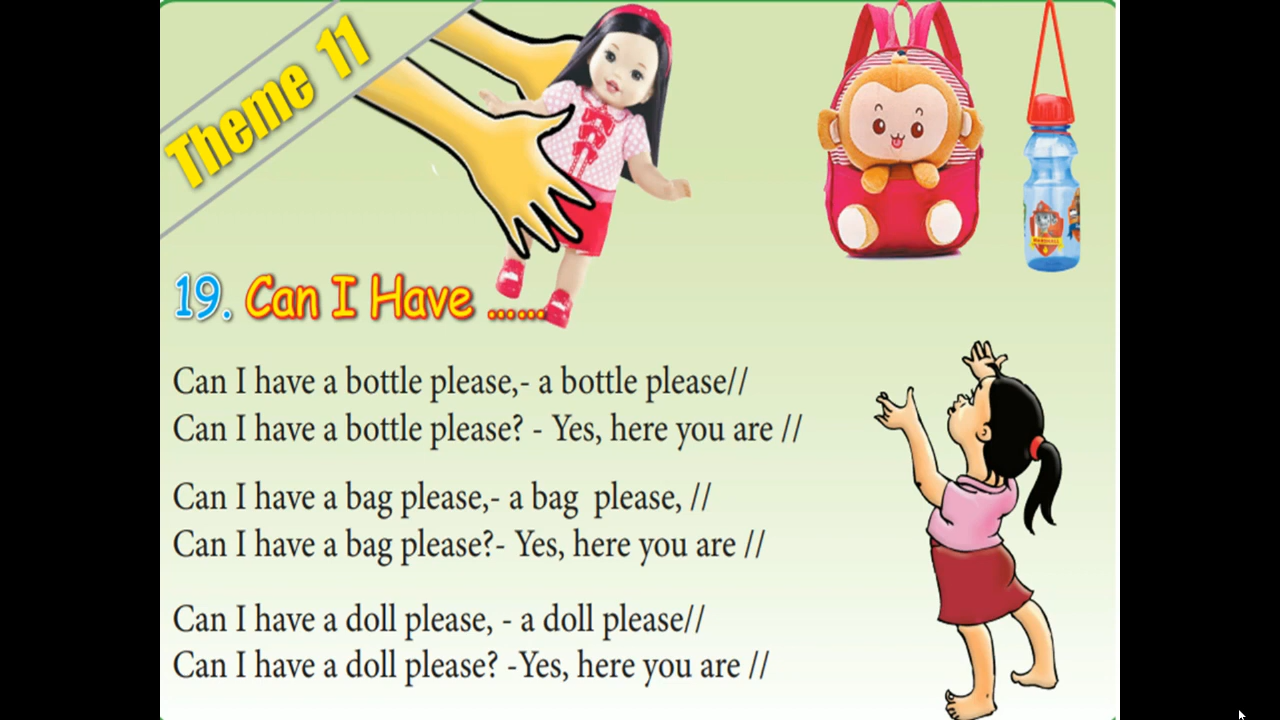 Theme 11
19. Can I Have ......
Can I have a bottle please,- a bottle please//
Can I have a bottle please? - Yes, here you are //
Can I have a bag please,- a bag  please, //
Can I have a bag please?- Yes, here you are //
Can I have a doll please, - a doll please//
Can I have a doll please? -Yes, here you are //